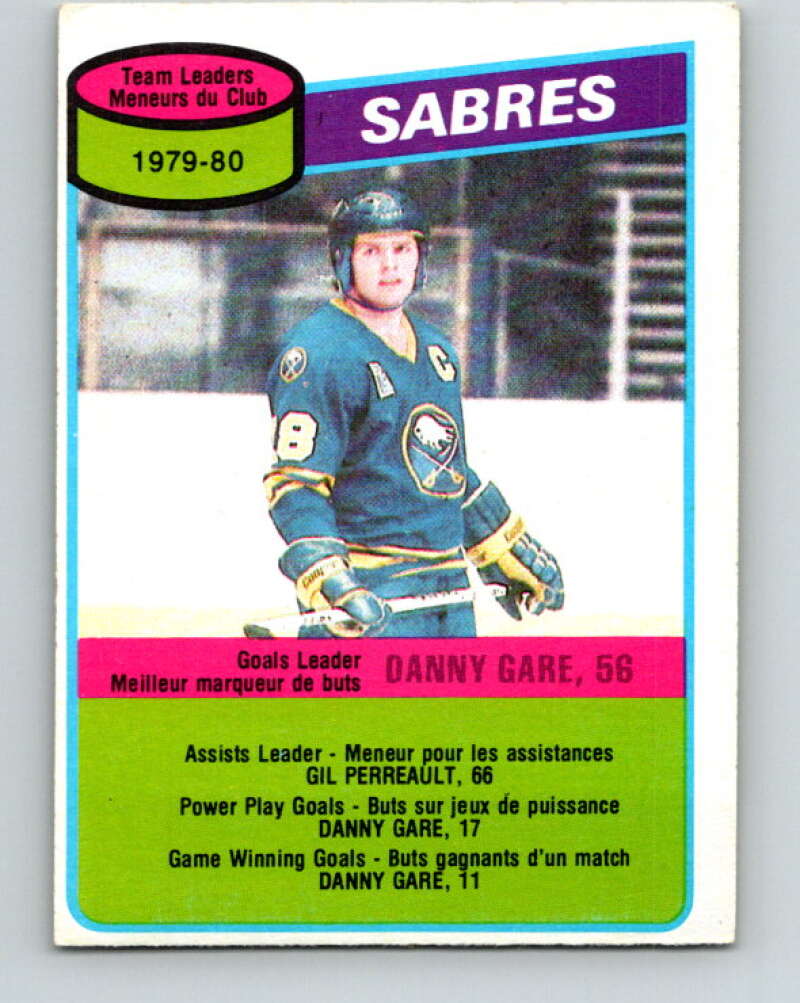 Team Leaders
Meneurs du Club
1979-80
SABRES
C
8
Cooper
Goals Leader
Meilleur marqueur de buts
DANNY GARE, 56
Assists Leader - Meneur pour les assistances
GIL PERREAULT, 66
Power Play Goals - Buts sur jeux de puissance
DANNY GARE, 17
Game Winning Goals - Buts gagnants d'un match
DANNY GARE, 11